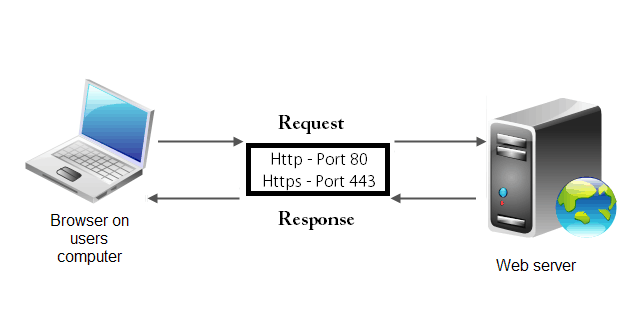 Request
Http - Port 80
Https - Port 443
Response
Browser on
users
computer
Web server